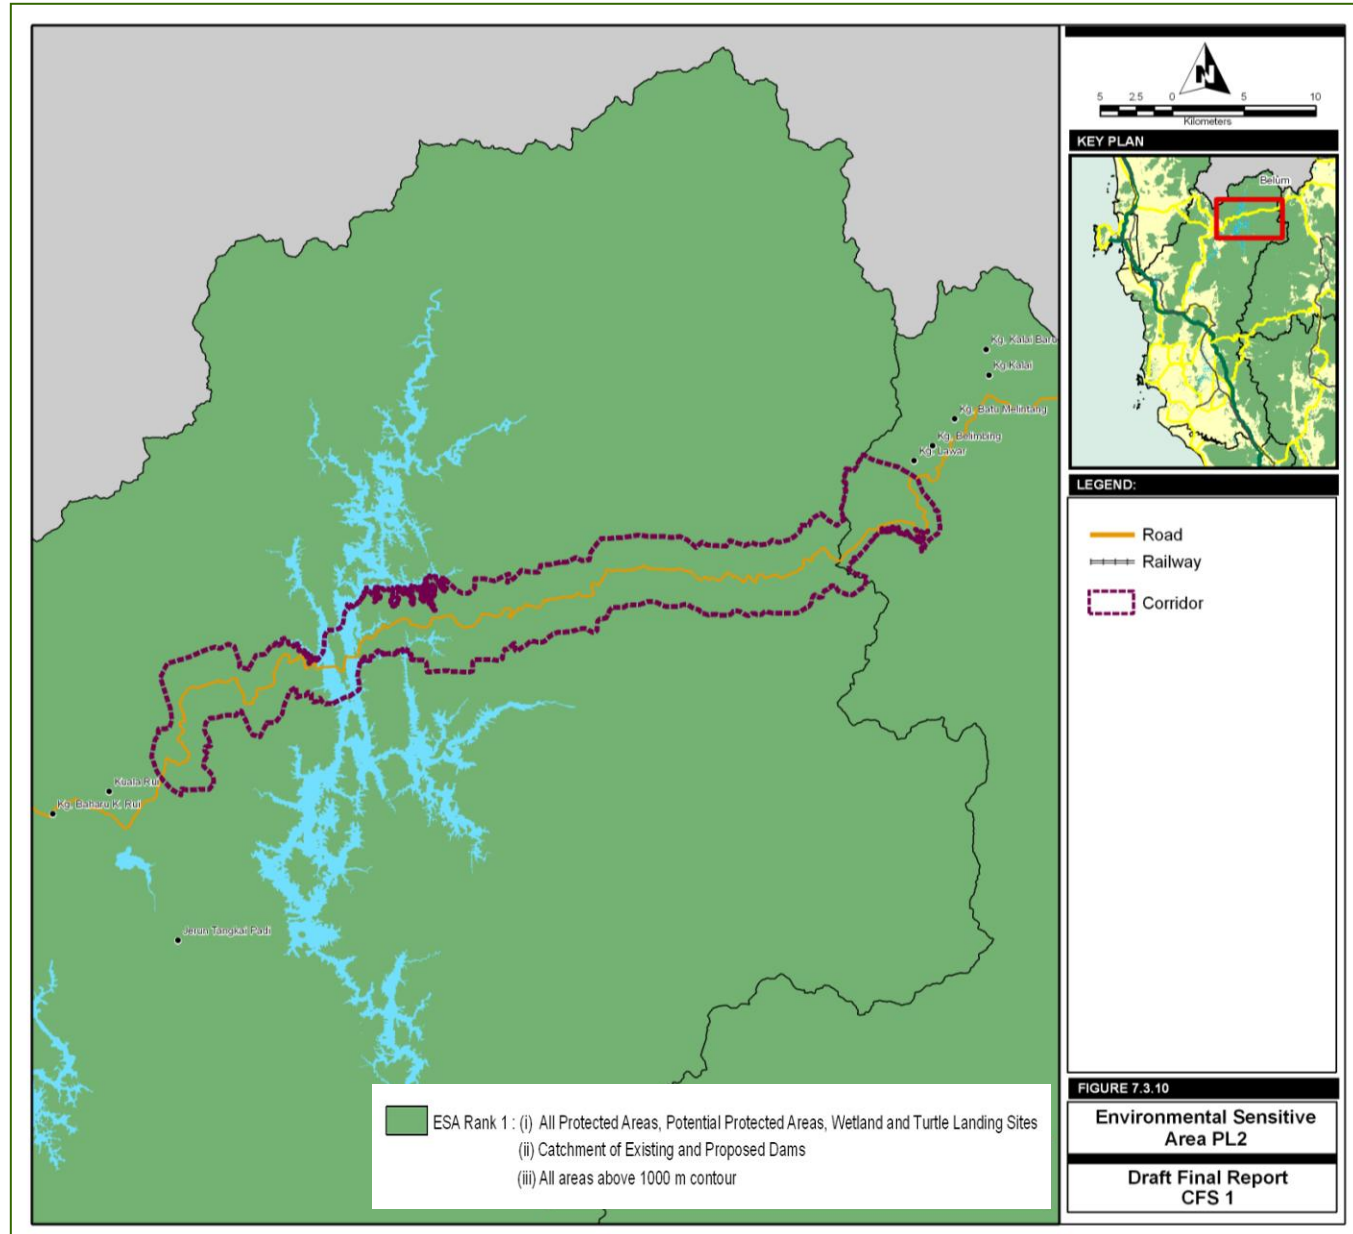 N
5 2.5 0 5 10
Kilometers
KEY PLAN
Belum
Kg. Kalai Baro
Kg.Kalai
Kg. Batu Melintang
Kg. Belimbing
Kg. Lawar
LEGEND:
Road
Railway
Corridor
Kuala Rui
Kg. Baharu K. Rui
Jerun Tangkai Padi
ESA Rank 1 : (i) All Protected Areas, Potential Protected Areas, Wetland and Turtle Landing Sites
(ii) Catchment of Existing and Proposed Dams
(iii) All areas above 1000 m contour
FIGURE 7.3.10
Environmental Sensitive
Area PL2
Draft Final Report
CFS 1